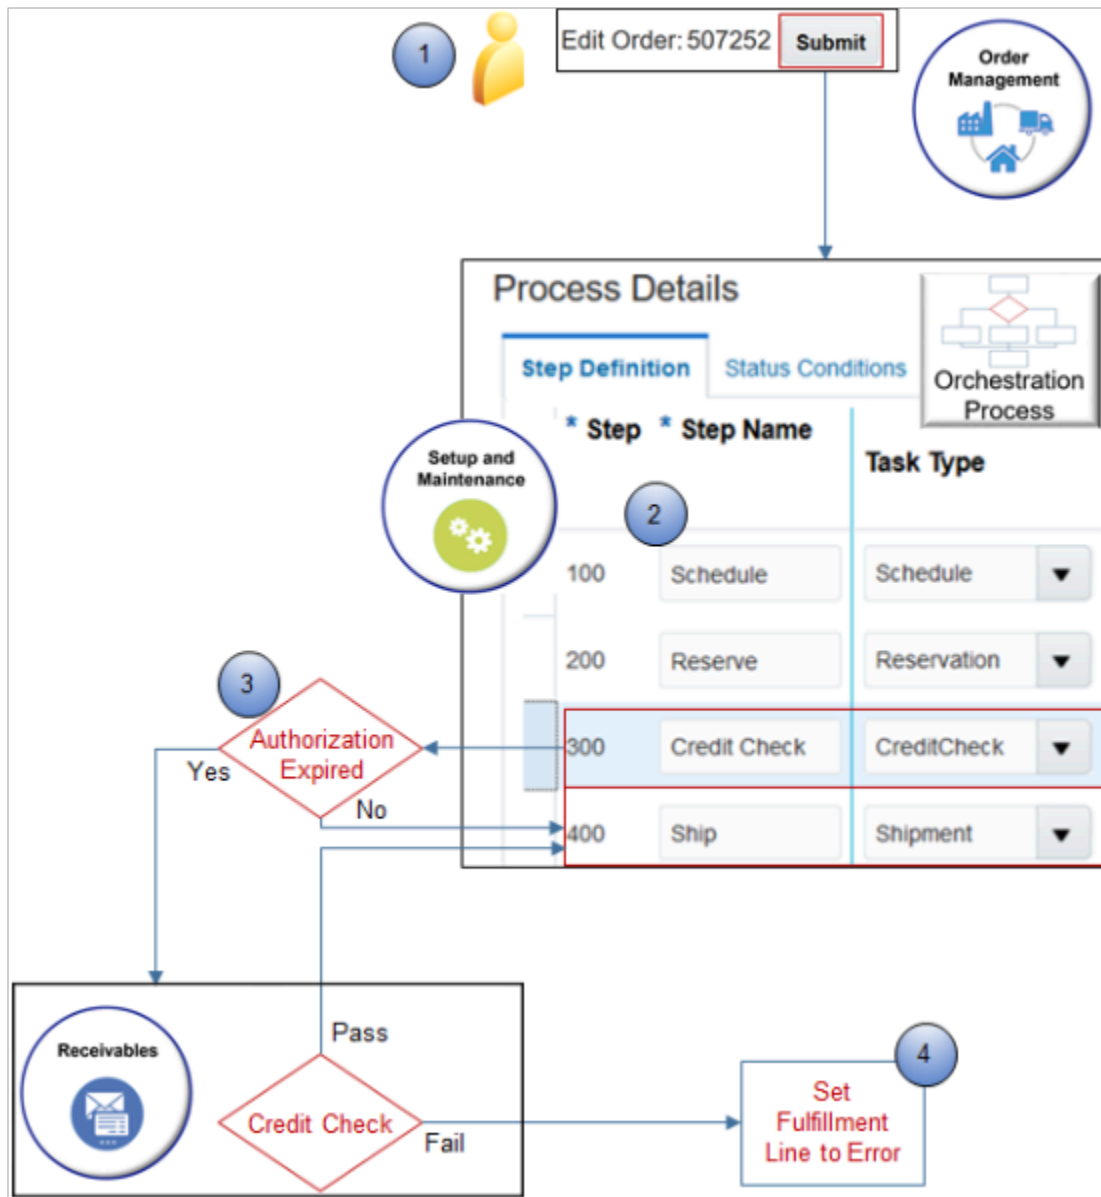 1
Edit Order: 507252 Submit
Order
Management
Process Details
Step Definition Status Conditions
Orchestration
Process
* Step * Step Name
Task Type
Setup and
Maintenance
2
100 Schedule Schedule
200 Reserve Reservation
3
300 Credit Check CreditCheck
Authorization
Expired
Yes
No
400 Ship Shipment
Receivables
Pass
Credit Check
Fail
4
Set
Fulfillment
Line to Error